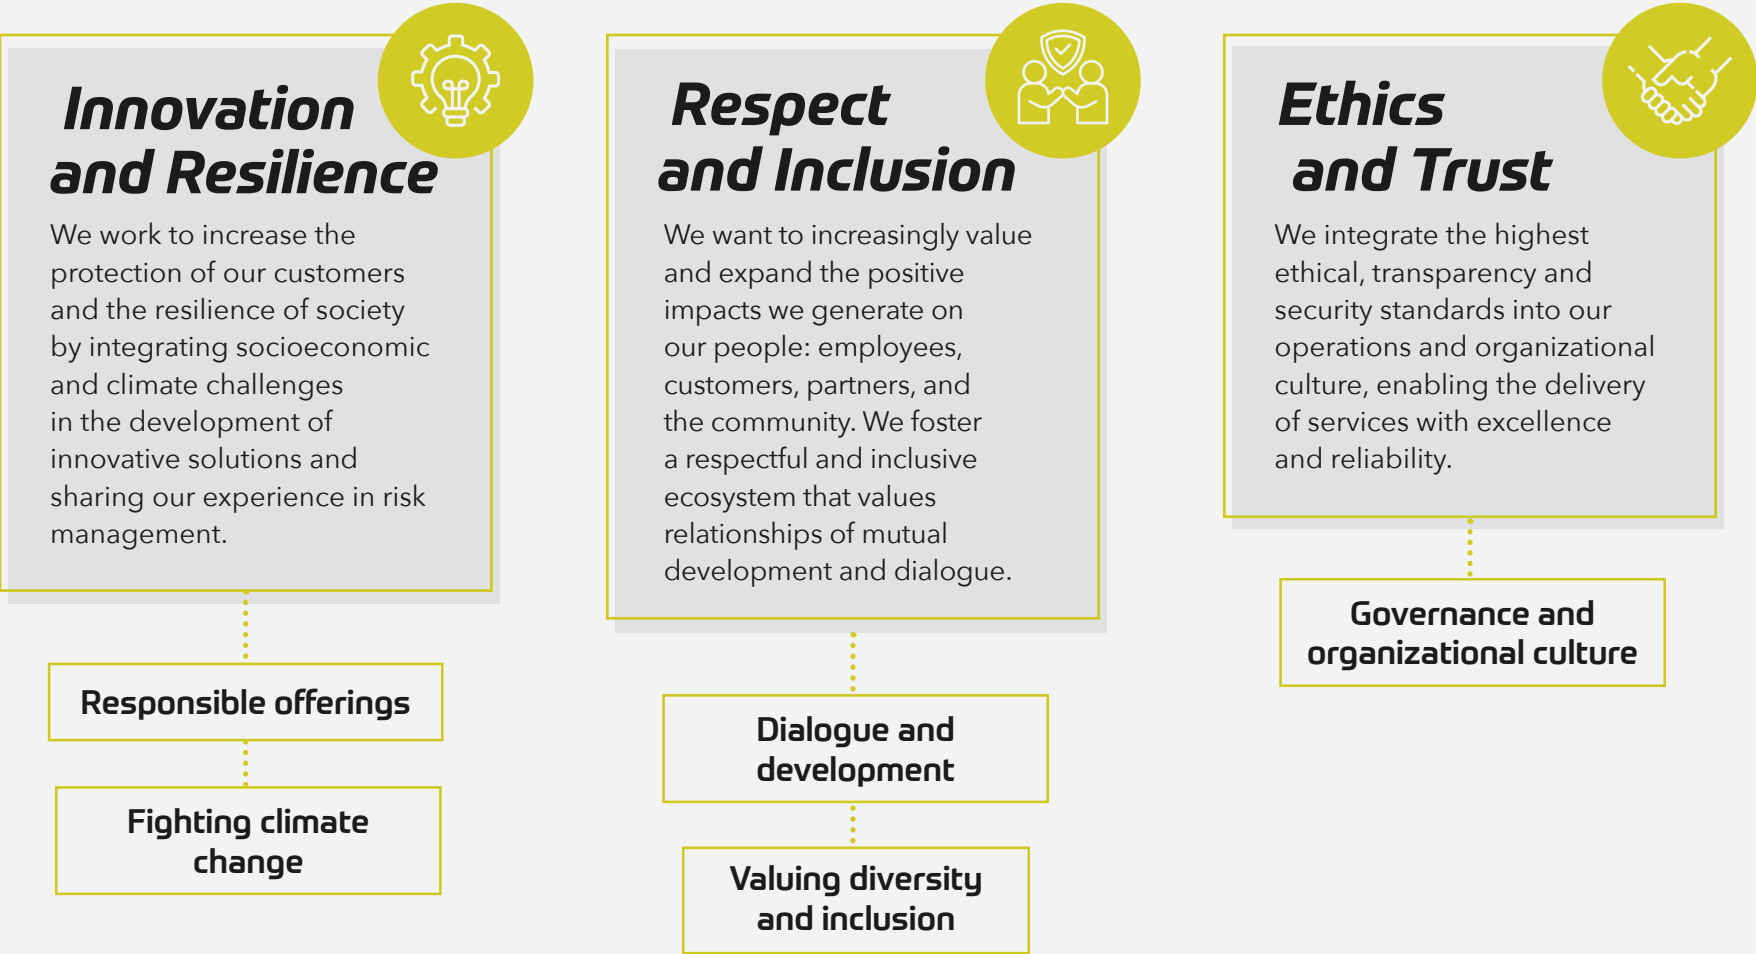 Innovation
and Resilience
We work to increase the
protection of our customers
and the resilience of society
by integrating socioeconomic
and climate challenges
in the development of
innovative solutions and
sharing our experience in risk
management.
Responsible offerings
Fighting climate
change
Respect
and Inclusion
We want to increasingly value
and expand the positive
impacts we generate on
our people: employees,
customers, partners, and
the community. We foster
a respectful and inclusive
ecosystem that values
relationships of mutual
development and dialogue.
Dialogue and
development
Valuing diversity
and inclusion
Ethics
and Trust
We integrate the highest
ethical, transparency and
security standards into our
operations and organizational
culture, enabling the delivery
of services with excellence
and reliability.
Governance and
organizational culture